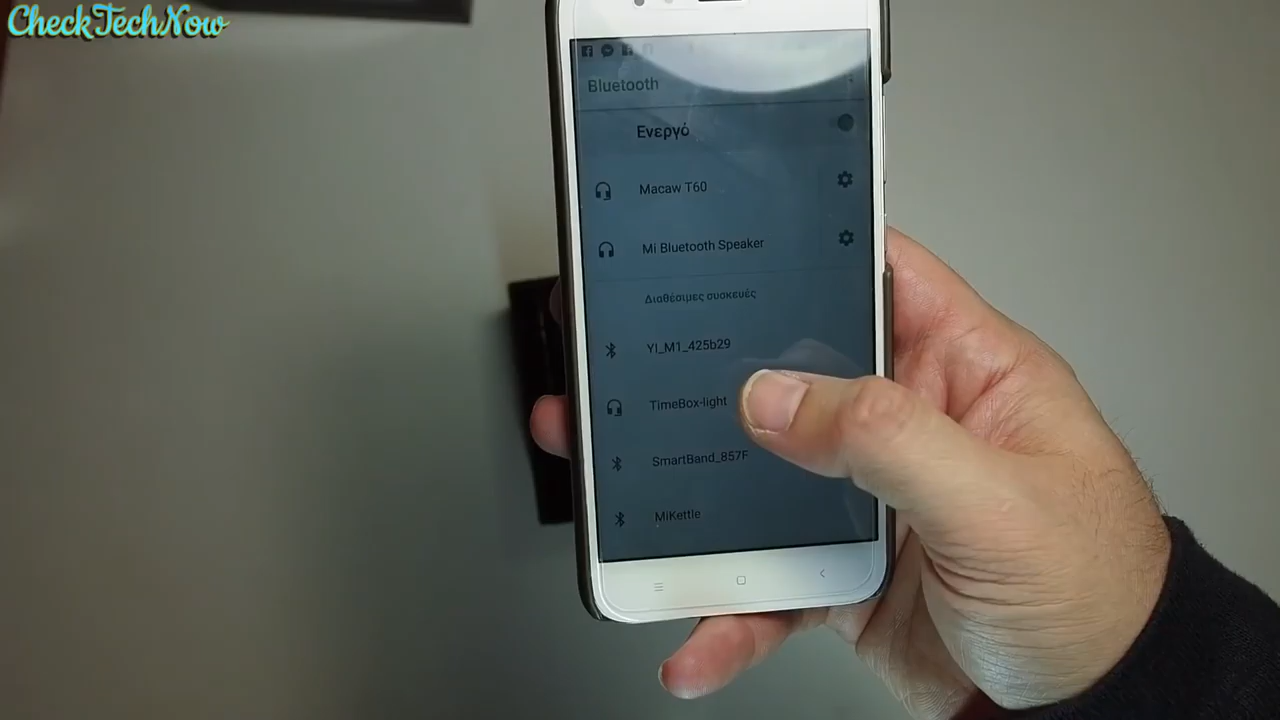 CheckTechNow
Bluetooth
Ενεργό
Macaw T60
Mi Bluetooth Speaker
Διαθέσιμες συσκευές
YI_M1_425b29
TimeBox-light
SmartBand_857F
MiKettle